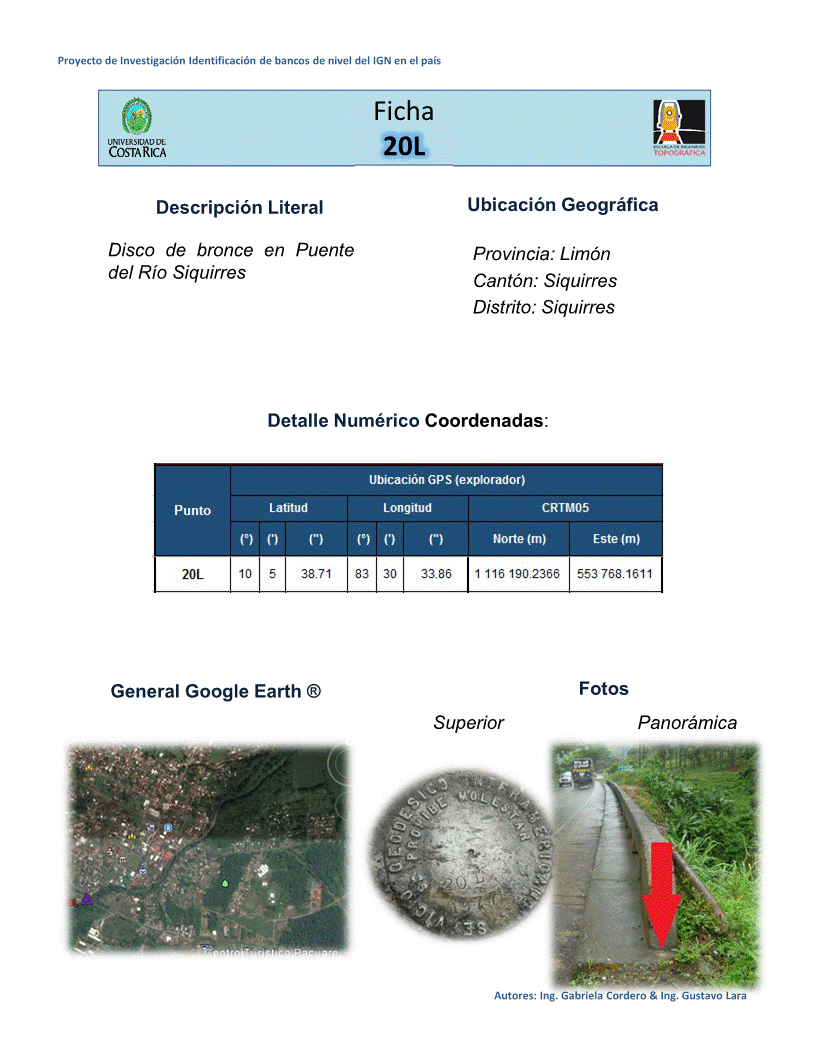 Proyecto de Investigación Identificación de bancos de nivel del IGN en el país
Ficha
20L
UNIVERSIDAD DE
COSTA RICA
ESCUELA DE INGENIERÍA
TOPOGRÁFICA
Descripción Literal
Disco de bronce en Puente
del Río Siquirres
Ubicación Geográfica
Provincia: Limón
Cantón: Siquirres
Distrito: Siquirres
Detalle Numérico Coordenadas:
Punto
Ubicación GPS (explorador)
Latitud Longitud CRTM05
(°) (') (") (°) (') (") Norte (m) Este (m)
20L 10 5 38.71 83 30 33.86 1 116 190.2366 553 768.1611
General Google Earth ®
Fotos
Superior
Panorámica
Centro Turístico Pacuare
GEODESICO
SE PROHIBE MOLESTAR
20 L
Autores: Ing. Gabriela Cordero & Ing. Gustavo Lara